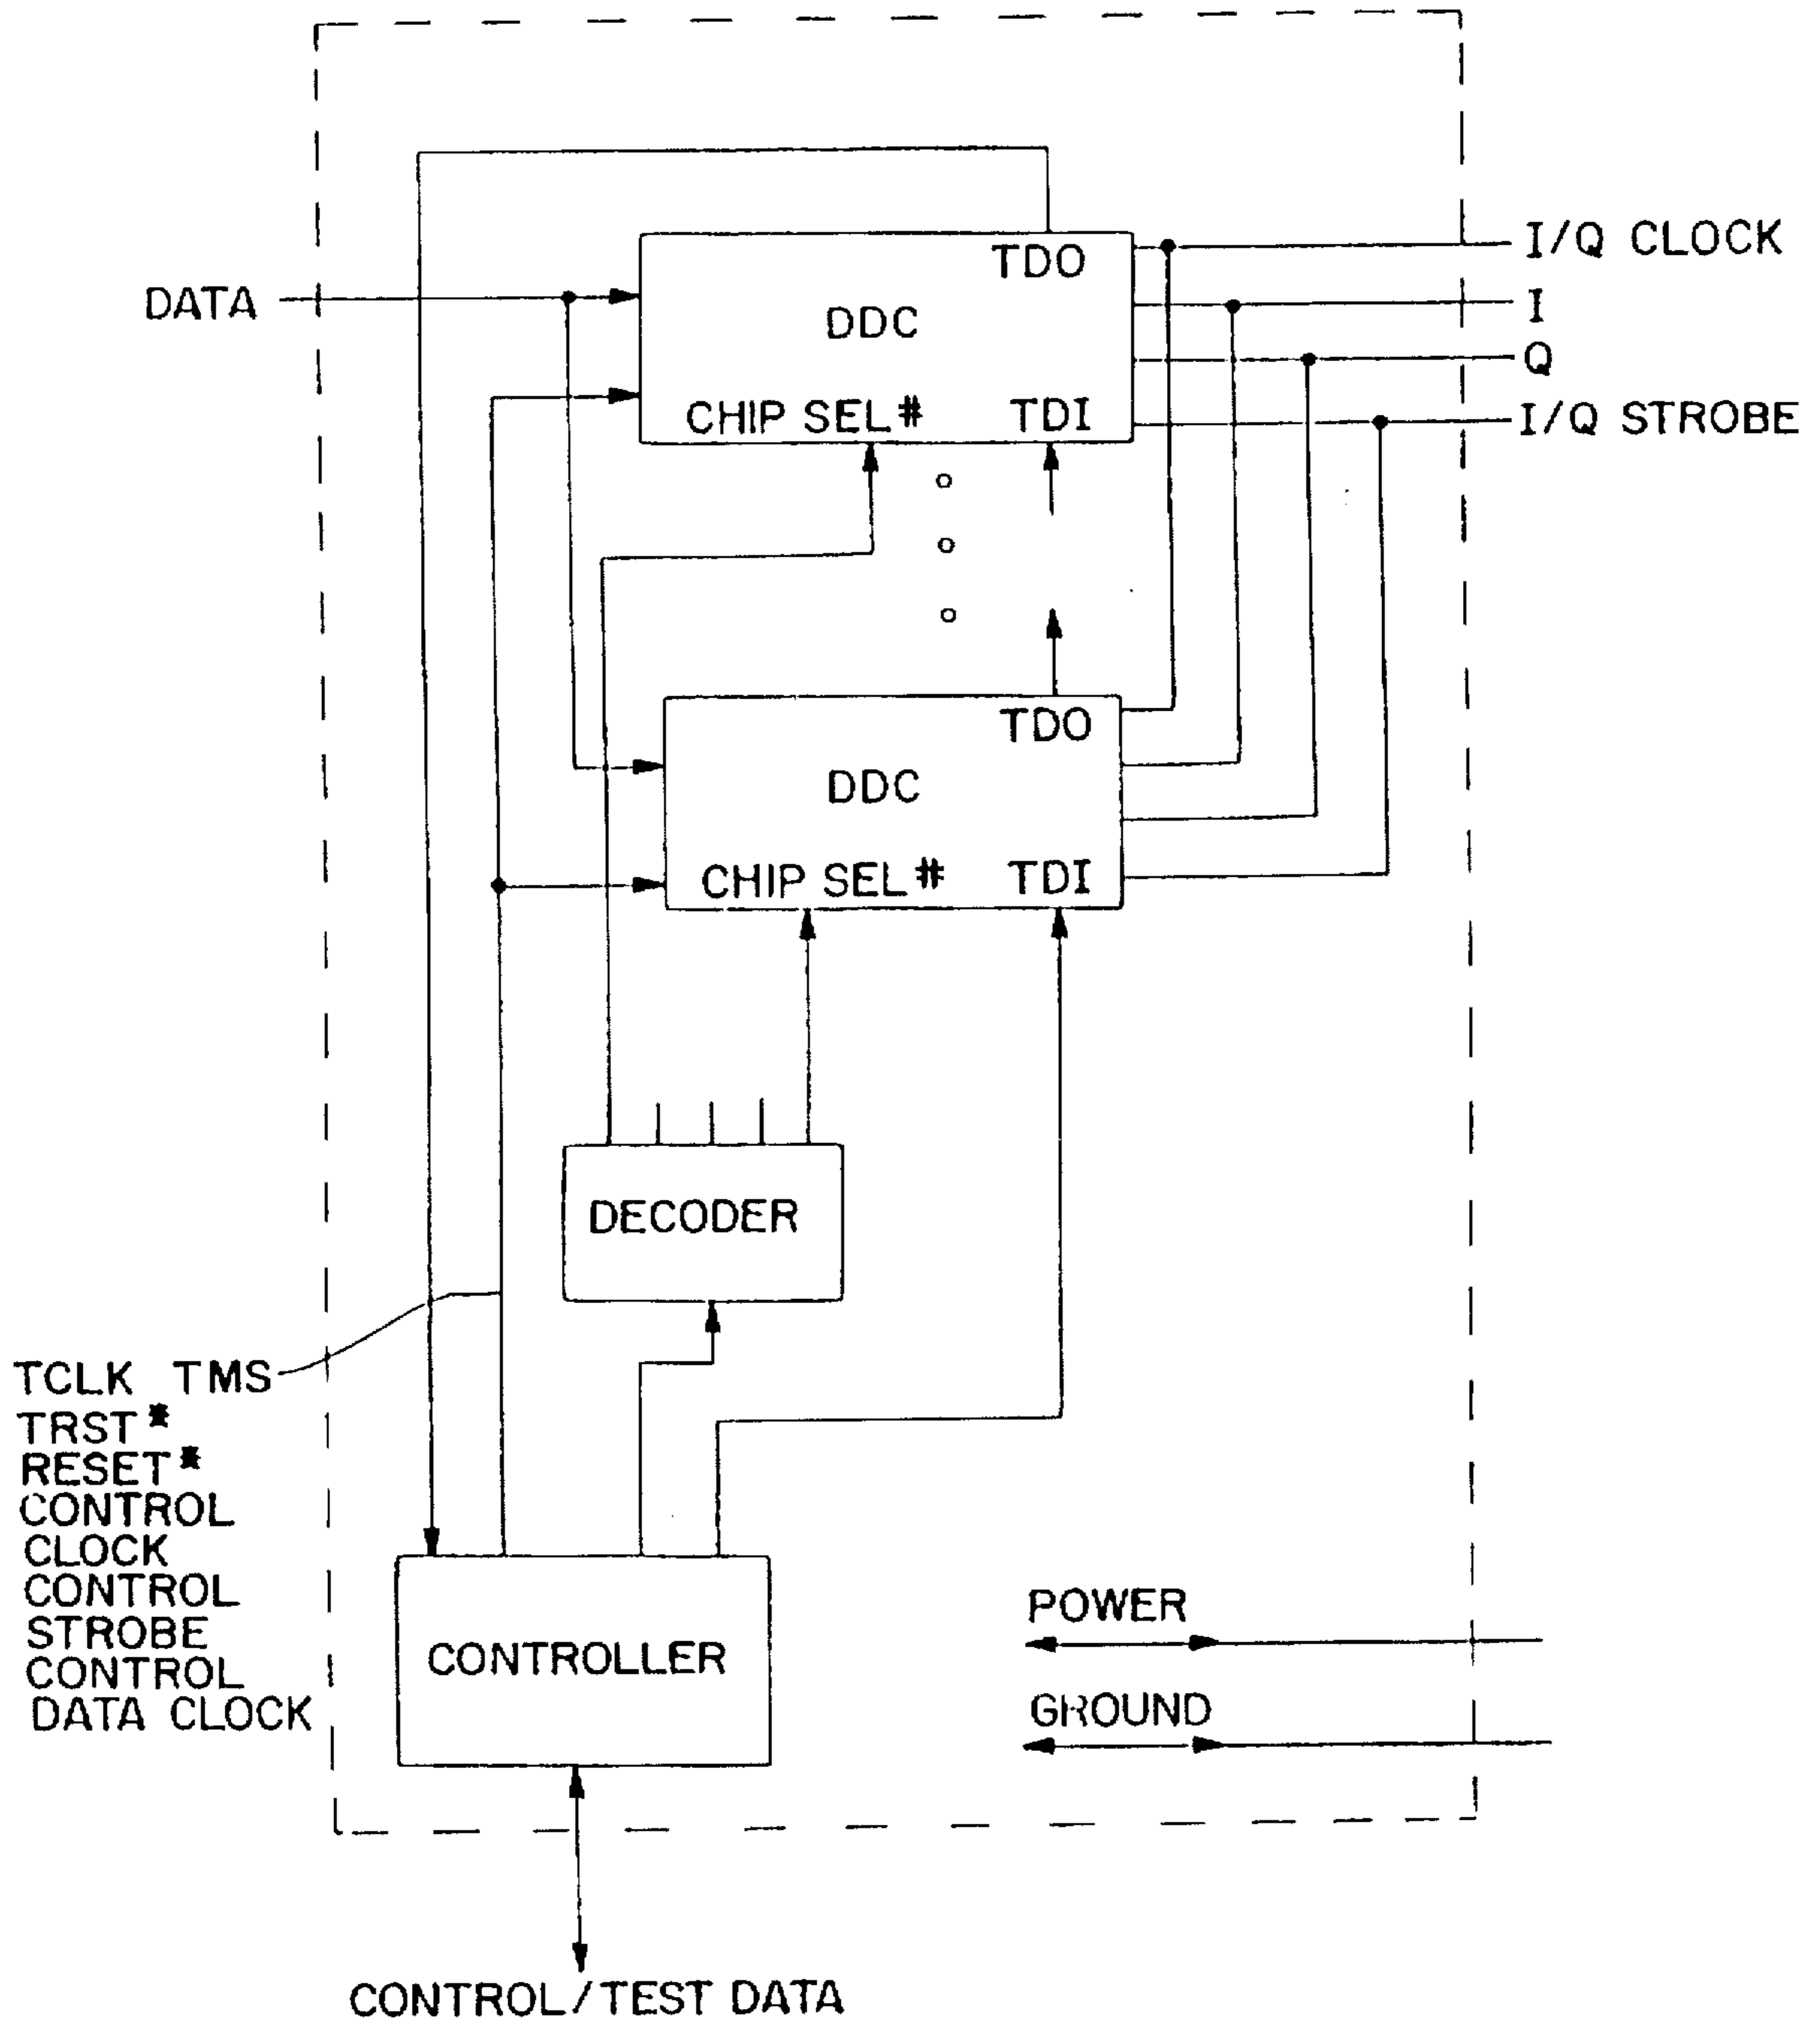 I/Q CLOCK
TDO
DATA
I
DDC
Q
CHIP SEL# TDI
I/Q STROBE
TDO
DDC
CHIP SEL# TDI
DECODER
TCLK TMS
TRST*
RESET*
CONTROL
CLOCK
CONTROL
STROBE
CONTROL
DATA CLOCK
CONTROLLER
POWER
GROUND
CONTROL/TEST DATA